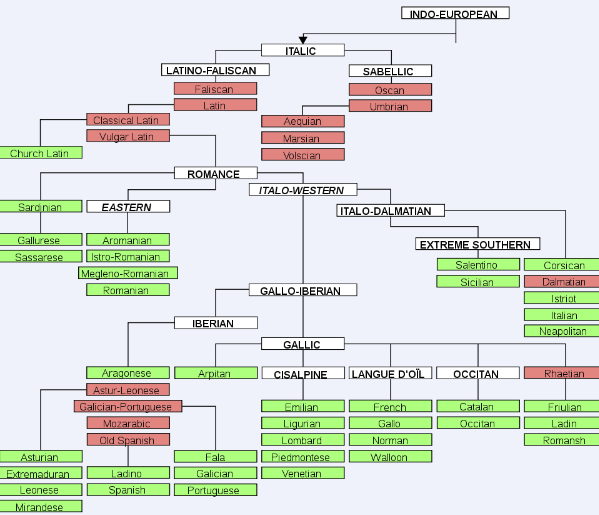 INDO-EUROPEAN
ITALIC
LATINO-FALISCAN
SABELLIC
Faliscan
Oscan
Latin
Umbrian
Classical Latin
Aequian
Vulgar Latin
Marsian
Church Latin
Volscian
ROMANCE
ITALO-WESTERN
Sardinian
EASTERN
ITALO-DALMATIAN
Gallurese
Aromanian
EXTREME SOUTHERN
Sassarese
Istro-Romanian
Salentino
Corsican
Megleno-Romanian
Sicilian
Dalmatian
Romanian
GALLO-IBERIAN
Istriot
Italian
IBERIAN
Neapolitan
GALLIC
Aragonese
Arpitan
CISALPINE
LANGUE D'OÏL
OCCITAN
Rhaetian
Astur-Leonese
Galician-Portuguese
Emilian
French
Catalan
Friulian
Mozarabic
Ligurian
Gallo
Occitan
Ladin
Old Spanish
Lombard
Norman
Romansh
Asturian
Fala
Piedmontese
Walloon
Extremaduran
Ladino
Galician
Venetian
Leonese
Spanish
Portuguese
Mirandese